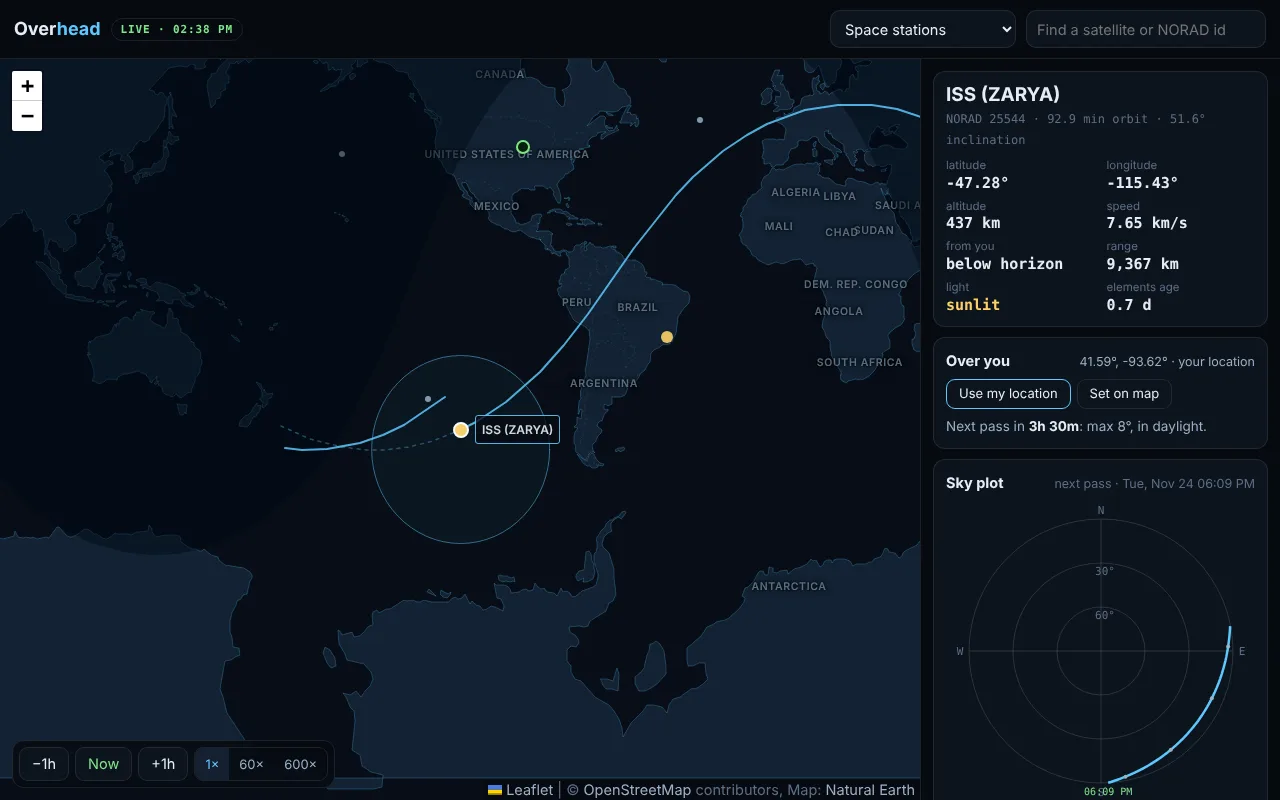 Overhead
LIVE · 02:38 PM
Space stations
Find a satellite or NORAD id
+
−
CANADA
UNITED STATES OF AMERICA
MEXICO
ALGERIA
LIBYA
SAUDI A
MALI
CHAD
SUDAN
DEM. REP. CONGO
PERU
BRAZIL
ANGOLA
SOUTH AFRICA
ARGENTINA
ISS (ZARYA)
ANTARCTICA
−1h
Now
+1h
1×
60×
600×
Leaflet | © OpenStreetMap contributors, Map: Natural Earth
ISS (ZARYA)
NORAD 25544 · 92.9 min orbit · 51.6°
inclination
latitude
longitude
-47.28°
-115.43°
altitude
speed
437 km
7.65 km/s
from you
range
below horizon
9,367 km
light
elements age
sunlit
0.7 d
Over you
41.59°, -93.62° · your location
Use my location
Set on map
Next pass in 3h 30m: max 8°, in daylight.
Sky plot
next pass · Tue, Nov 24 06:09 PM
N
30°
60°
W
E
06:09 PM